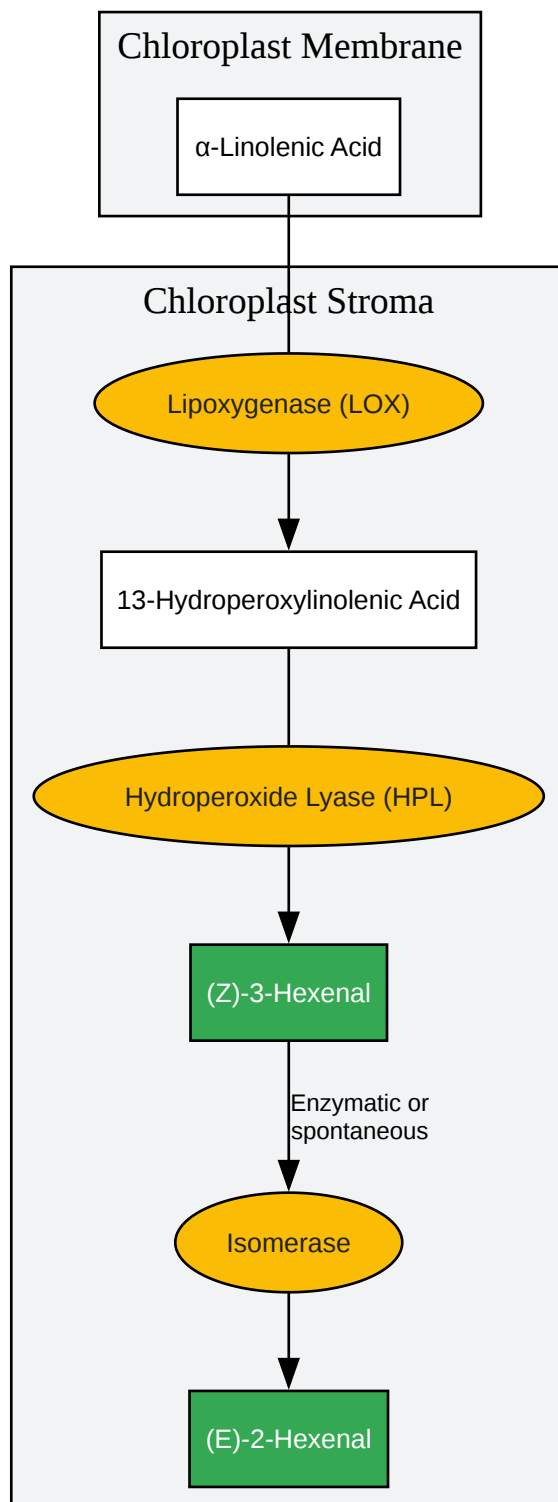 Chloroplast Membrane
α-Linolenic Acid
Chloroplast Stroma
Lipoxygenase (LOX)
13-Hydroperoxylinolenic Acid
Hydroperoxide Lyase (HPL)
(Z)-3-Hexenal
Enzymatic or
spontaneous
Isomerase
(E)-2-Hexenal